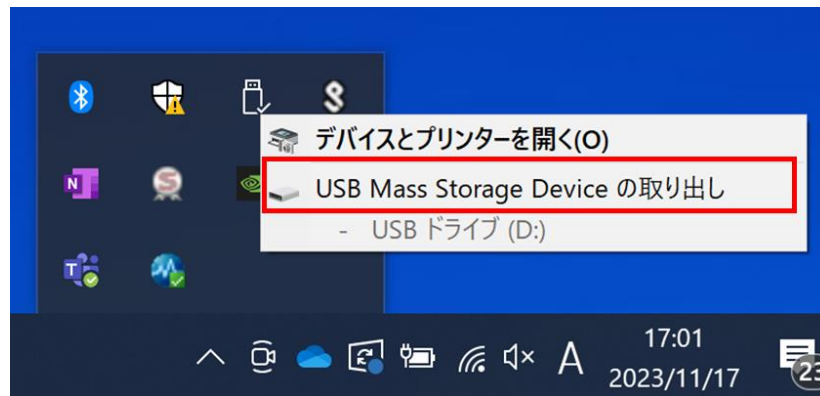 デバイスとプリンターを開く(O)
USB Mass Storage Device の取り出し
- USB ドライブ (D:)
N
S
T
A
17:01
2023/11/17
23